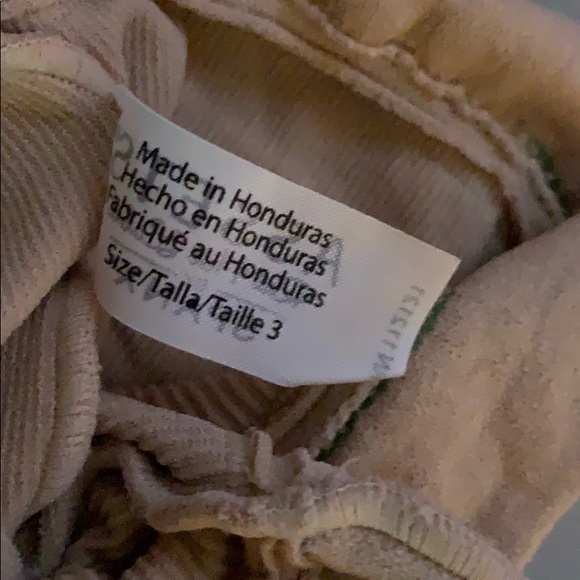 Made in Honduras
Hecho en Honduras
Fabriqué au Honduras
Size/Talla/Taille 3